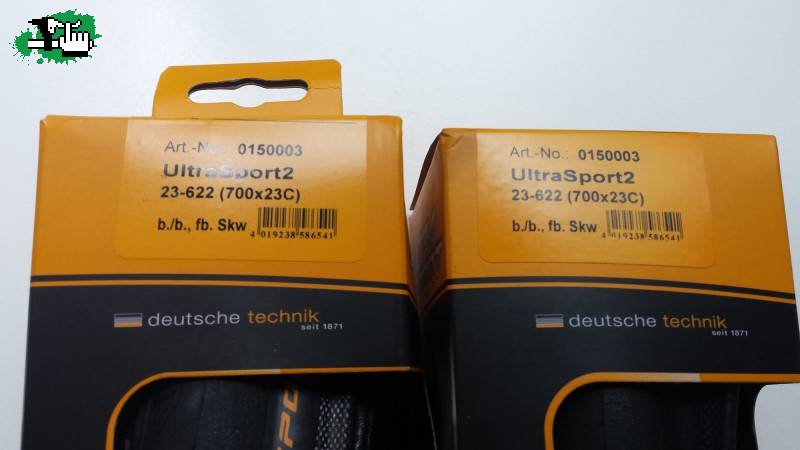 Art.-No.: 0150003
UltraSport2
23-622 (700x23C)
b./b., fb. Skw
4 019238 586541
deutsche technik
seit 1871
Art.-No.: 0150003
UltraSport2
23-622 (700x23C)
b./b., fb. Skw
4 019238 586541
deutsche technik
seit 1871